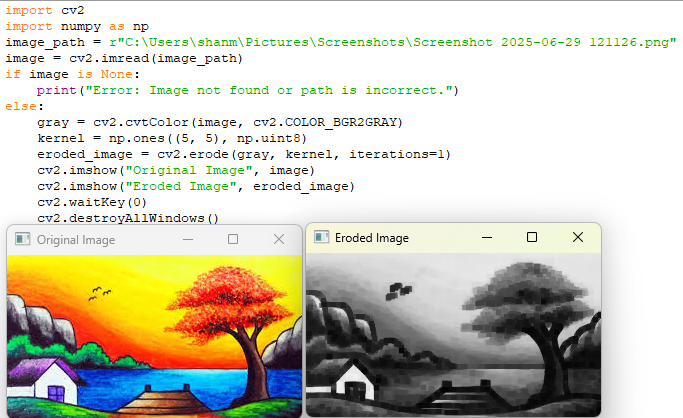 import cv2
import numpy as np
image_path = r"C:\Users\shanm\Pictures\Screenshots\Screenshot 2025-06-29 121126.png"
image = cv2.imread(image_path)
if image is None:
    print("Error: Image not found or path is incorrect.")
else:
    gray = cv2.cvtColor(image, cv2.COLOR_BGR2GRAY)
    kernel = np.ones((5, 5), np.uint8)
    eroded_image = cv2.erode(gray, kernel, iterations=1)
    cv2.imshow("Original Image", image)
    cv2.imshow("Eroded Image", eroded_image)
    cv2.waitKey(0)
    cv2.destroyAllWindows()
Original Image
Eroded Image